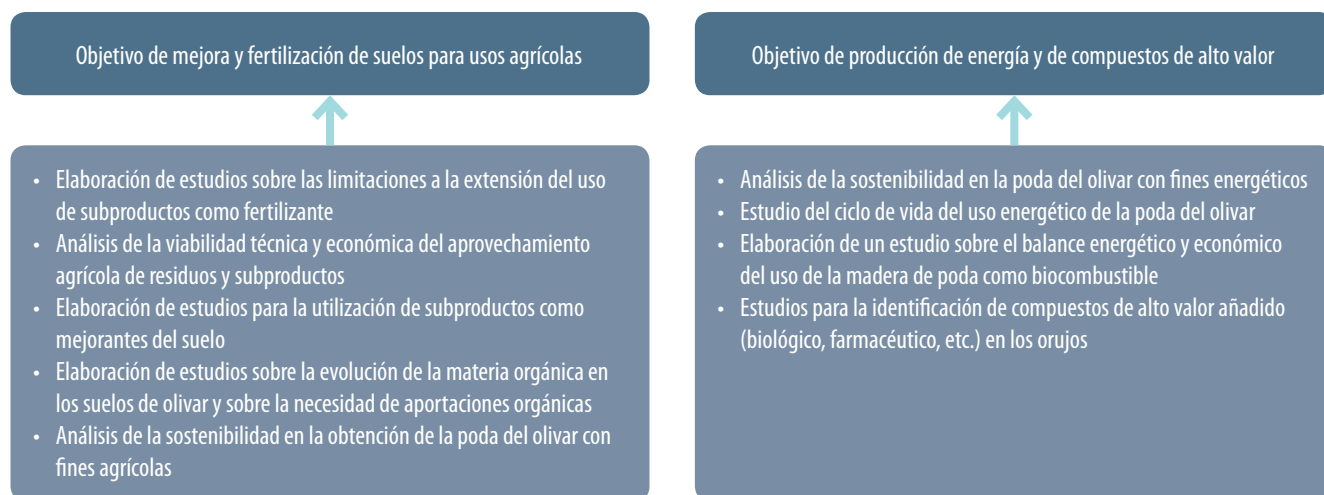 Objetivo de mejora y fertilización de suelos para usos agrícolas
• Elaboración de estudios sobre las limitaciones a la extensión del uso
de subproductos como fertilizante
• Análisis de la viabilidad técnica y económica del aprovechamiento
agrícola de residuos y subproductos
• Elaboración de estudios para la utilización de subproductos como
mejorantes del suelo
• Elaboración de estudios sobre la evolución de la materia orgánica en
los suelos de olivar y sobre la necesidad de aportaciones orgánicas
• Análisis de la sostenibilidad en la obtención de la poda del olivar con
fines agrícolas
Objetivo de producción de energía y de compuestos de alto valor
• Análisis de la sostenibilidad en la poda del olivar con fines energéticos
• Estudio del ciclo de vida del uso energético de la poda del olivar
• Elaboración de un estudio sobre el balance energético y económico
del uso de la madera de poda como biocombustible
• Estudios para la identificación de compuestos de alto valor añadido
(biológico, farmacéutico, etc.) en los orujos